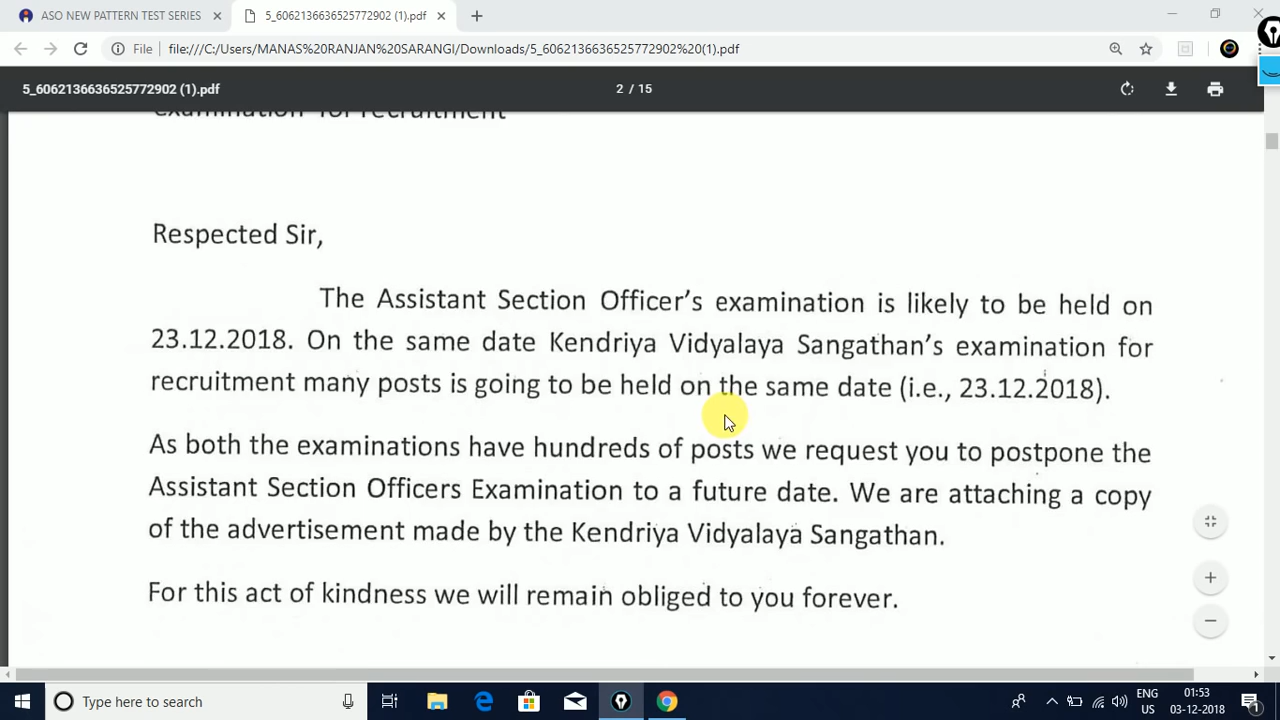 ASO NEW PATTERN TEST SERIES
5_6062136636525772902 (1).pdf
File file:///C:/Users/MANAS%20RANJAN%20SARANGI/Downloads/5_6062136636525772902%20(1).pdf
5_6062136636525772902 (1).pdf
2 / 15
Examination for recruitment
Respected Sir,
The Assistant Section Officer's examination is likely to be held on
23.12.2018. On the same date Kendriya Vidyalaya Sangathan's examination for
recruitment many posts is going to be held on the same date (i.e., 23.12.2018).
As both the examinations have hundreds of posts we request you to postpone the
Assistant Section Officers Examination to a future date. We are attaching a copy
of the advertisement made by the Kendriya Vidyalaya Sangathan.
For this act of kindness we will remain obliged to you forever.
Type here to search
ENG
US
01:53
03-12-2018
1